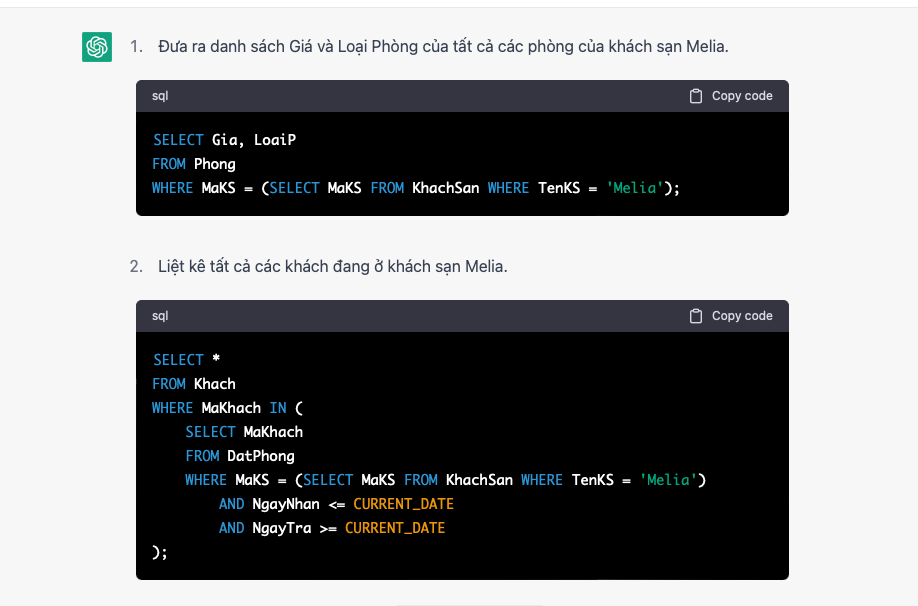 1. Đưa ra danh sách Giá và Loại Phòng của tất cả các phòng của khách sạn Melia.
sql
Copy code
SELECT Gia, LoaiP
FROM Phong
WHERE MaKS = (SELECT MaKS FROM KhachSan WHERE TenKS = 'Melia');
2. Liệt kê tất cả các khách đang ở khách sạn Melia.
sql
Copy code
SELECT *
FROM Khach
WHERE MaKhach IN (
    SELECT MaKhach
    FROM DatPhong
    WHERE MaKS = (SELECT MaKS FROM KhachSan WHERE TenKS = 'Melia')
        AND NgayNhan <= CURRENT_DATE
        AND NgayTra >= CURRENT_DATE
);